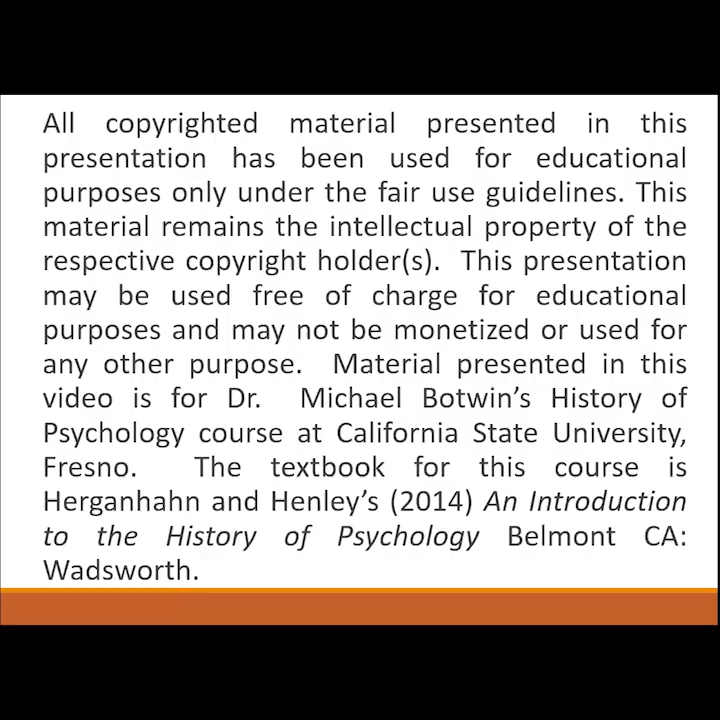 All copyrighted material presented in this
presentation has been used for educational
purposes only under the fair use guidelines. This
material remains the intellectual property of the
respective copyright holder(s). This presentation
may be used free of charge for educational
purposes and may not be monetized or used for
any other purpose. Material presented in this
video is for Dr. Michael Botwin’s History of
Psychology course at California State University,
Fresno. The textbook for this course is
Herganhahn and Henley’s (2014) An Introduction
to the History of Psychology Belmont CA:
Wadsworth.